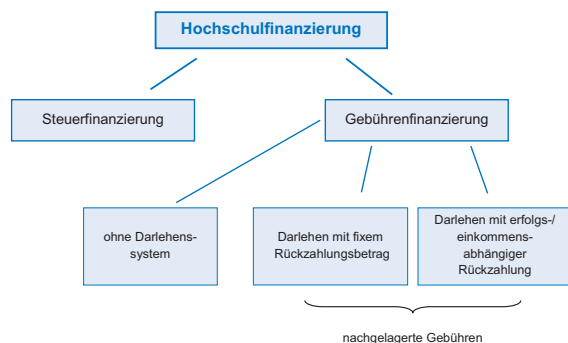 Hochschulfinanzierung
Steuerfinanzierung
Gebührenfinanzierung
ohne Darlehens-
system
Darlehen mit fixem
Rückzahlungsbetrag
Darlehen mit erfolgs-/
einkommens-
abhängiger
Rückzahlung
nachgelagerte Gebühren